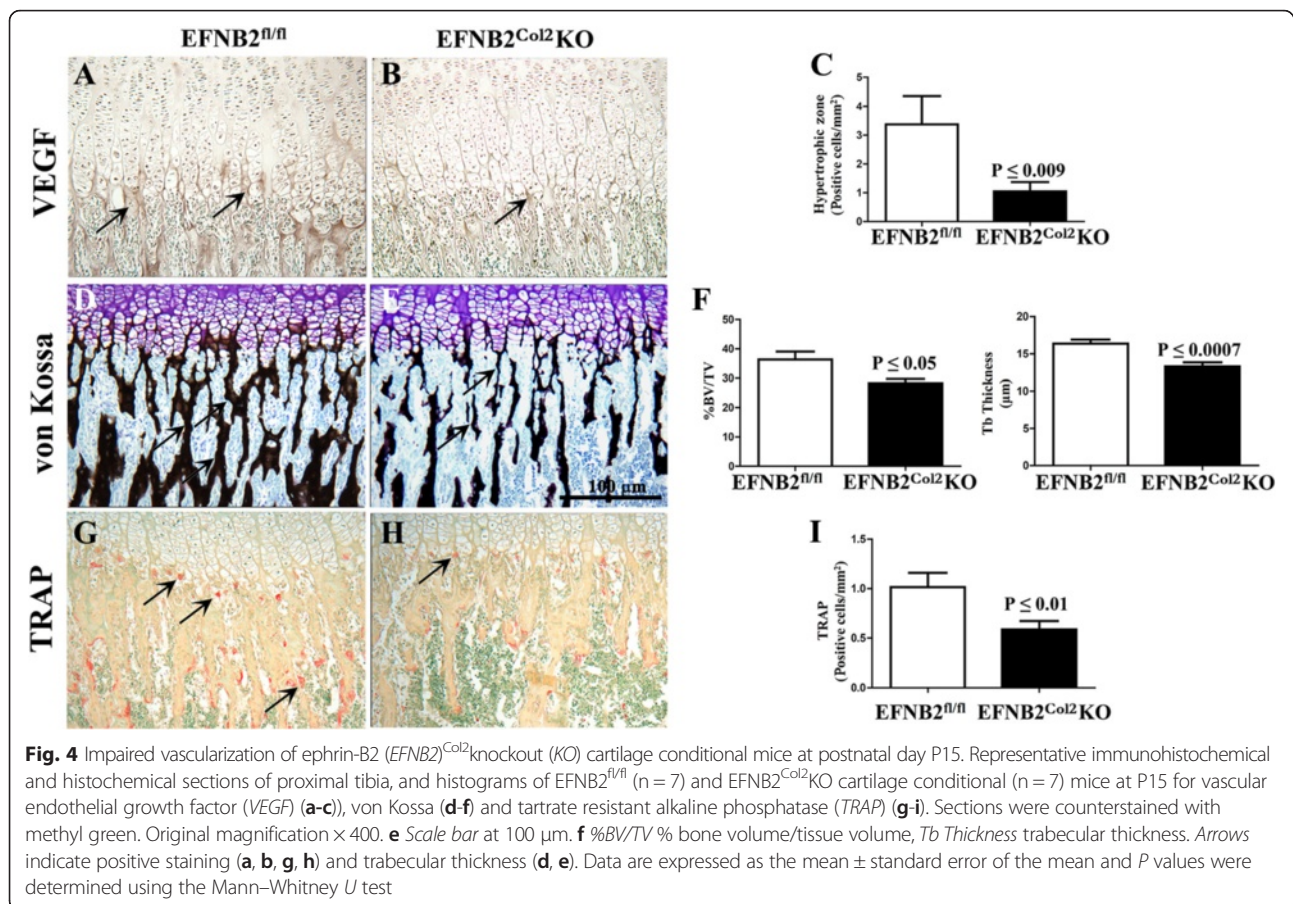 EFNB2fl/fl
EFNB2Col2KO
A
B
C
VEGF
Hypertrophic zone
(Positive cells/mm²)
5
4
3
2
1
0
P ≤ 0.009
EFNB2fl/fl
EFNB2Col2KO
D
E
F
von Kossa
100 µm
%BV/TV
50
40
30
20
10
0
P ≤ 0.05
EFNB2fl/fl
EFNB2Col2KO
Tb Thickness
(µm)
20
15
10
5
0
P ≤ 0.0007
EFNB2fl/fl
EFNB2Col2KO
G
H
I
TRAP
TRAP
(Positive cells/mm²)
1.5
1.0
0.5
0.0
P ≤ 0.01
EFNB2fl/fl
EFNB2Col2KO
Fig. 4 Impaired vascularization of ephrin-B2 (EFNB2)Col2knockout (KO) cartilage conditional mice at postnatal day P15. Representative immunohistochemical
and histochemical sections of proximal tibia, and histograms of EFNB2fl/fl (n = 7) and EFNB2Col2KO cartilage conditional (n = 7) mice at P15 for vascular
endothelial growth factor (VEGF) (a-c)), von Kossa (d-f) and tartrate resistant alkaline phosphatase (TRAP) (g-i). Sections were counterstained with
methyl green. Original magnification × 400. e Scale bar at 100 µm. f %BV/TV % bone volume/tissue volume, Tb Thickness trabecular thickness. Arrows
indicate positive staining (a, b, g, h) and trabecular thickness (d, e). Data are expressed as the mean ± standard error of the mean and P values were
determined using the Mann–Whitney U test